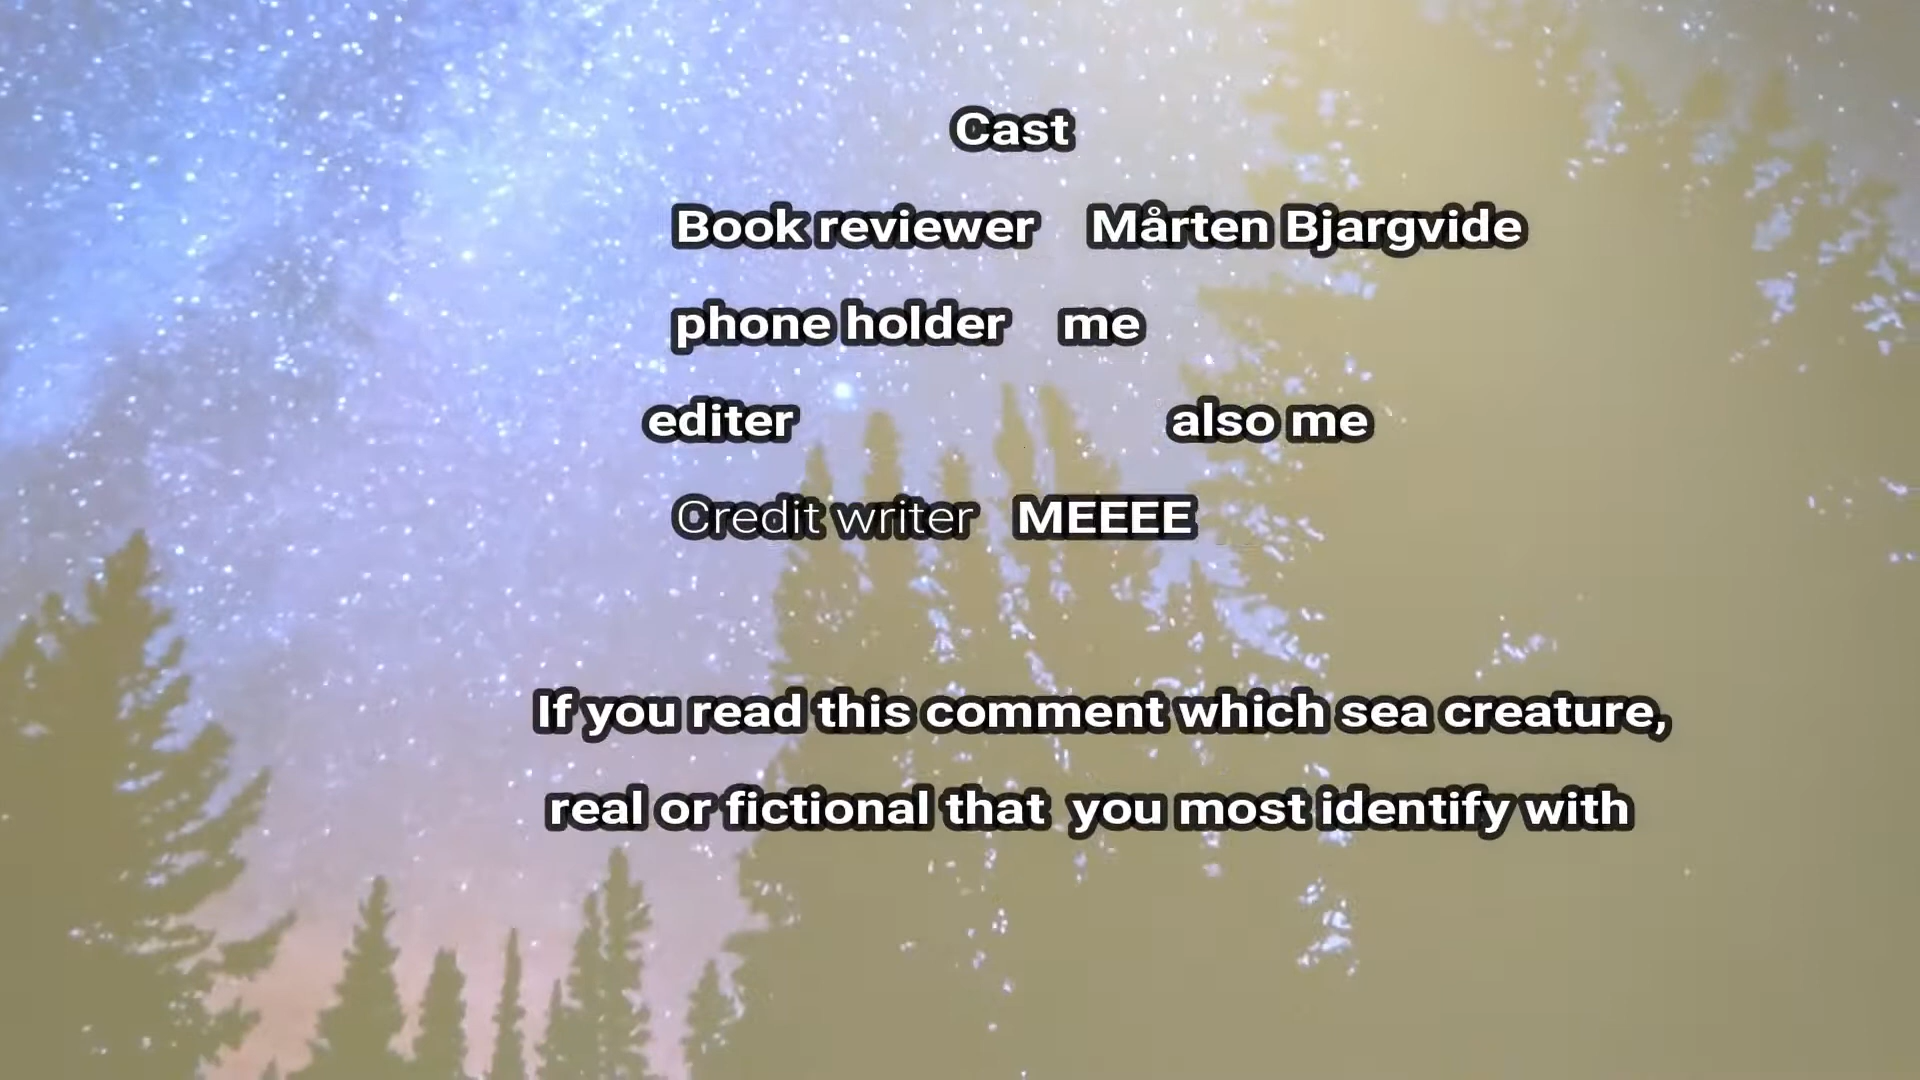 Cast
Book reviewer Mårten Bjargvide
phone holder me
editer also me
Credit writer MEEEE
If you read this comment which sea creature,
real or fictional that you most identify with